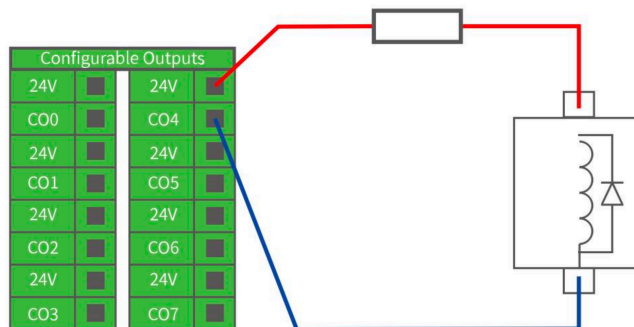 Configurable Outputs
24V 24V
CO0 CO4
24V 24V
CO1 CO5
24V 24V
CO2 CO6
24V 24V
CO3 CO7